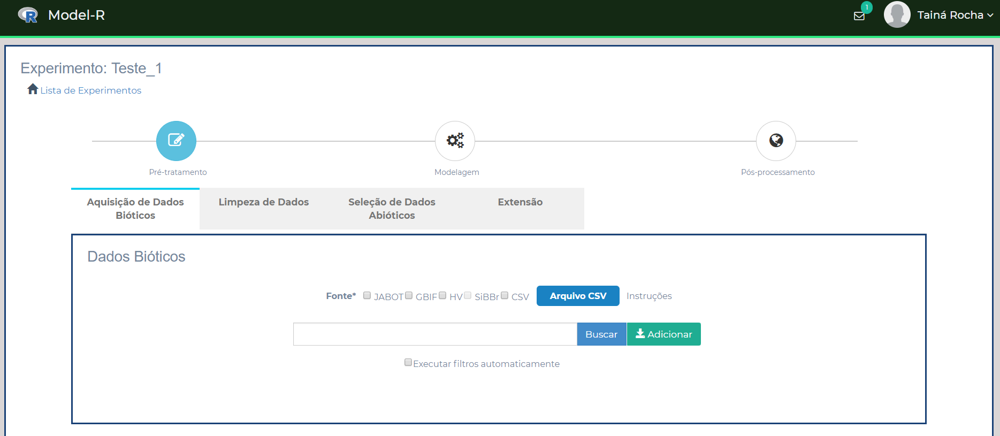 R Model-R
1
Tainá Rocha
Experimento: Teste_1
Lista de Experimentos
Pré-tratamento
Modelagem
Pós-processamento
Aquisição de Dados
Bióticos
Limpeza de Dados
Seleção de Dados
Abióticos
Extensão
Dados Bióticos
Fonte* JABOT GBIF HV SiBBr CSV Arquivo CSV Instruções
Buscar Adicionar
Executar filtros automaticamente